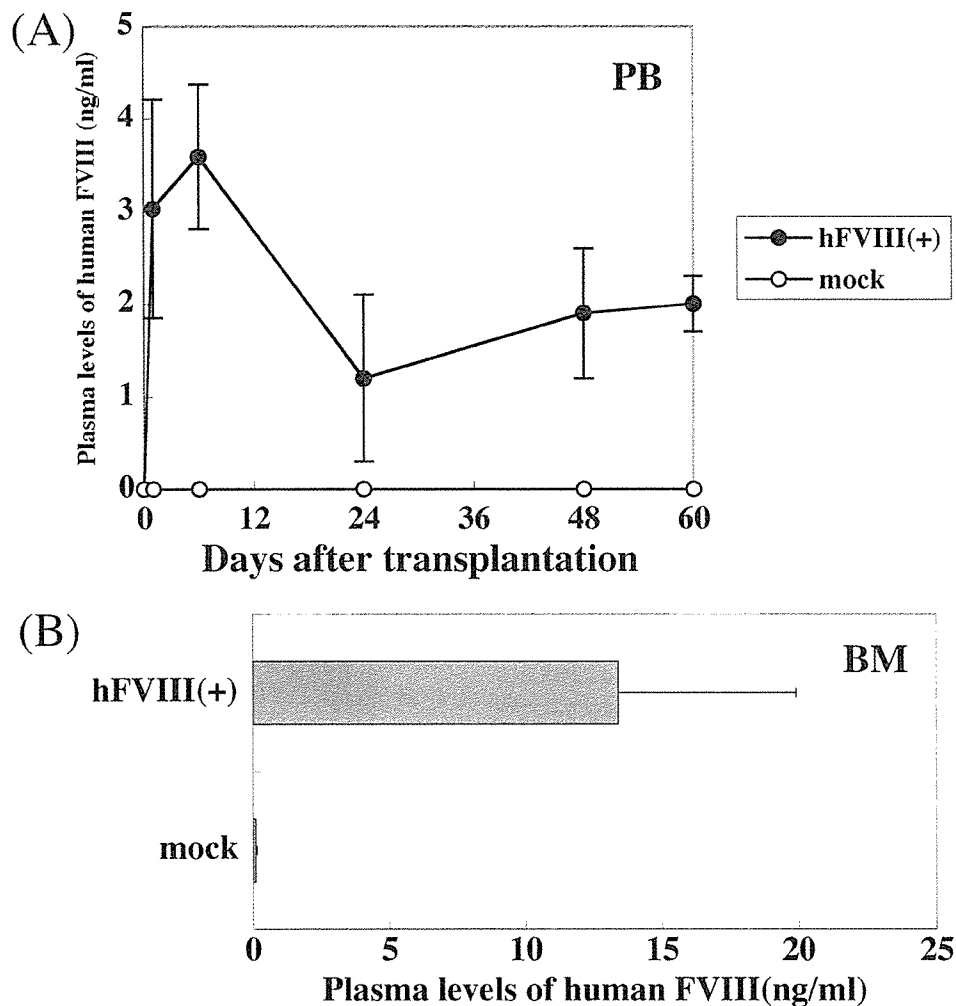 (A)
PB
Plasma levels of human FVIII (ng/ml)
5
4
3
2
1
0
0 12 24 36 48 60
Days after transplantation
hFVIII(+)
mock
(B)
BM
hFVIII(+)
mock
0 5 10 15 20 25
Plasma levels of human FVIII(ng/ml)